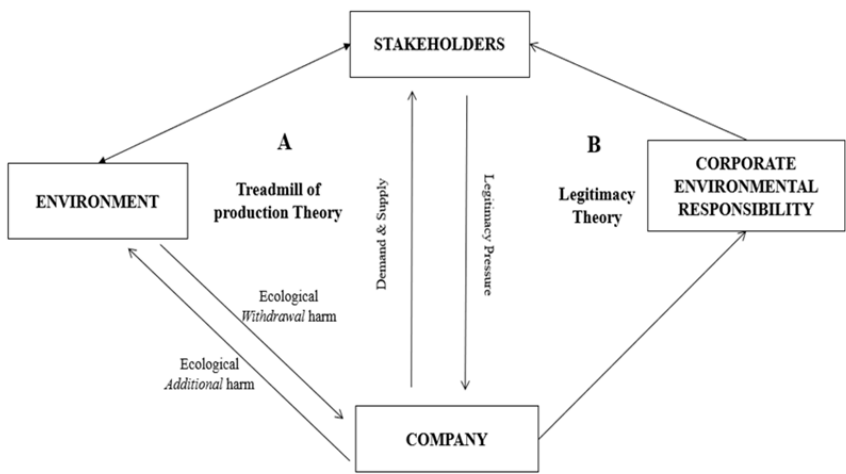 STAKEHOLDERS
A
B
CORPORATE
ENVIRONMENTAL
RESPONSIBILITY
ENVIRONMENT
Treadmill of
production Theory
Demand & Supply
Legitimacy Pressure
Legitimacy
Theory
Ecological
Withdrawal harm
Ecological
Additional harm
COMPANY